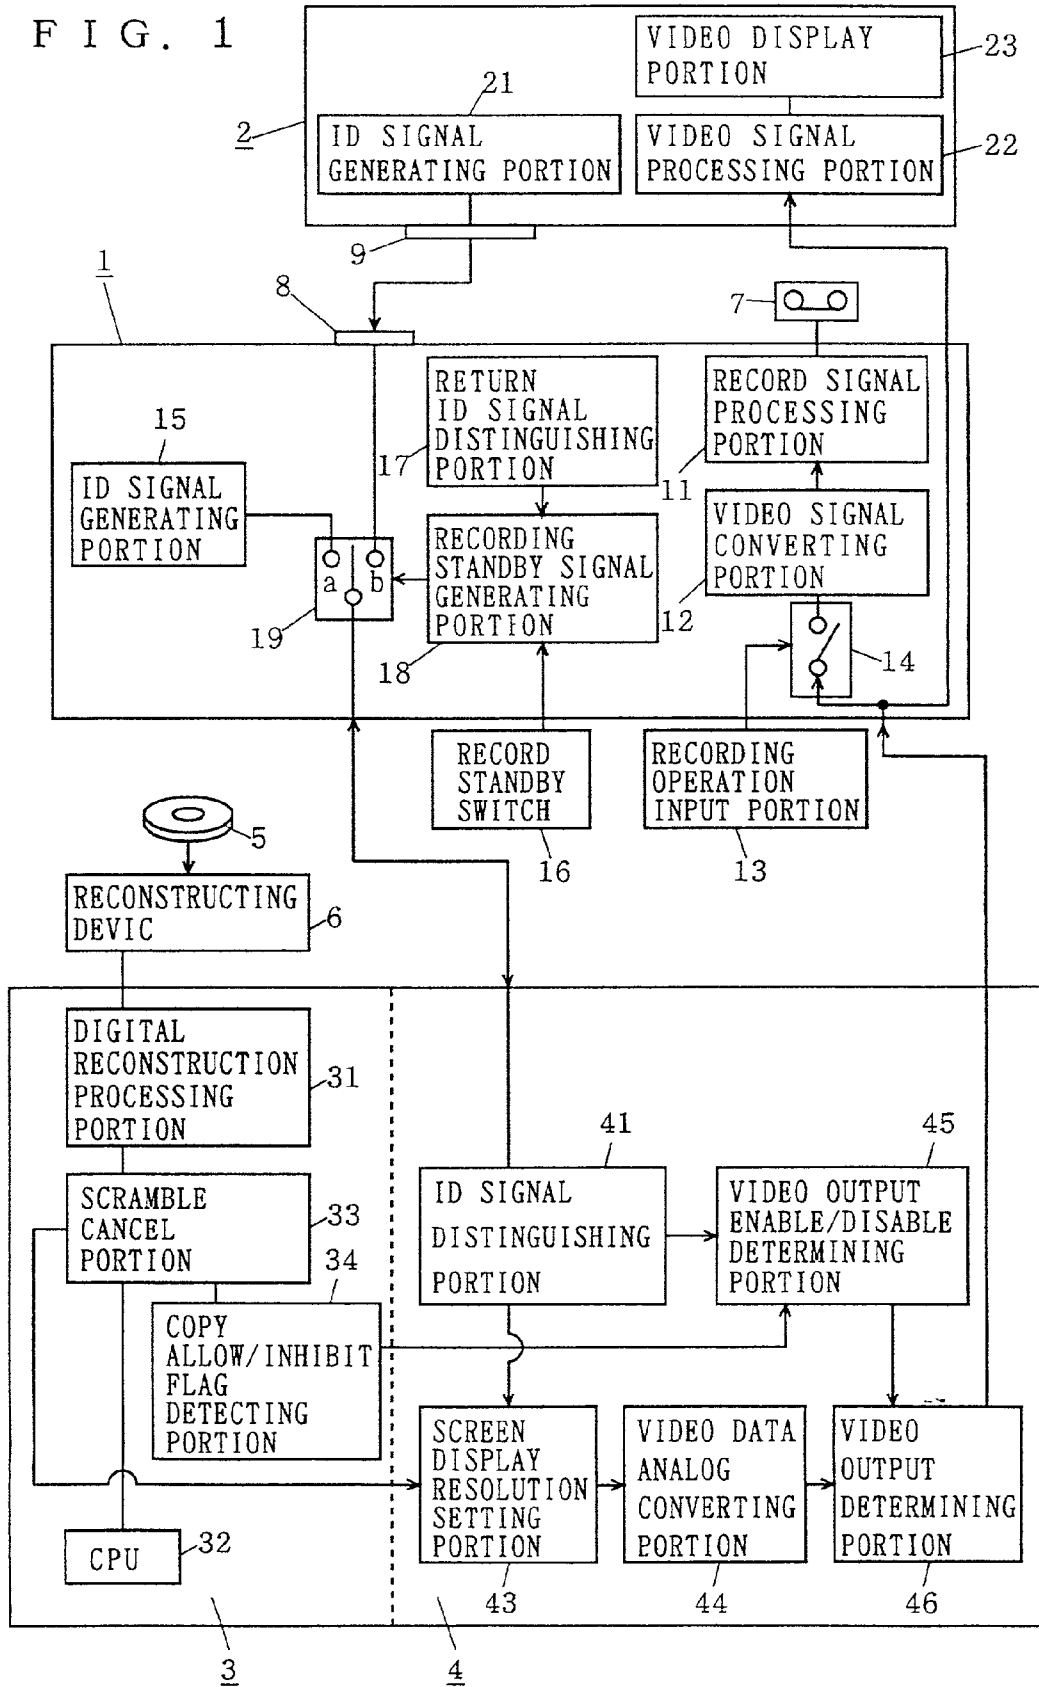 F I G. 1
VIDEO DISPLAY
PORTION
23
21
2
ID SIGNAL
GENERATING PORTION
VIDEO SIGNAL
PROCESSING PORTION
22
9
1
8
7
RETURN
ID SIGNAL
DISTINGUISHING
PORTION
17
RECORD SIGNAL
PROCESSING
PORTION
11
15
ID SIGNAL
GENERATING
PORTION
a
b
19
RECORDING
STANDBY SIGNAL
GENERATING
PORTION
18
VIDEO SIGNAL
CONVERTING
PORTION
12
14
RECORD
STANDBY
SWITCH
16
RECORDING
OPERATION
INPUT PORTION
13
5
RECONSTRUCTING
DEVIC
6
DIGITAL
RECONSTRUCTION
PROCESSING
PORTION
31
41
45
SCRAMBLE
CANCEL
PORTION
33
ID SIGNAL
DISTINGUISHING
PORTION
VIDEO OUTPUT
ENABLE/DISABLE
DETERMINING
PORTION
34
COPY
ALLOW/INHIBIT
FLAG
DETECTING
PORTION
SCREEN
DISPLAY
RESOLUTION
SETTING
PORTION
43
VIDEO DATA
ANALOG
CONVERTING
PORTION
44
VIDEO
OUTPUT
DETERMINING
PORTION
46
CPU
32
3
4